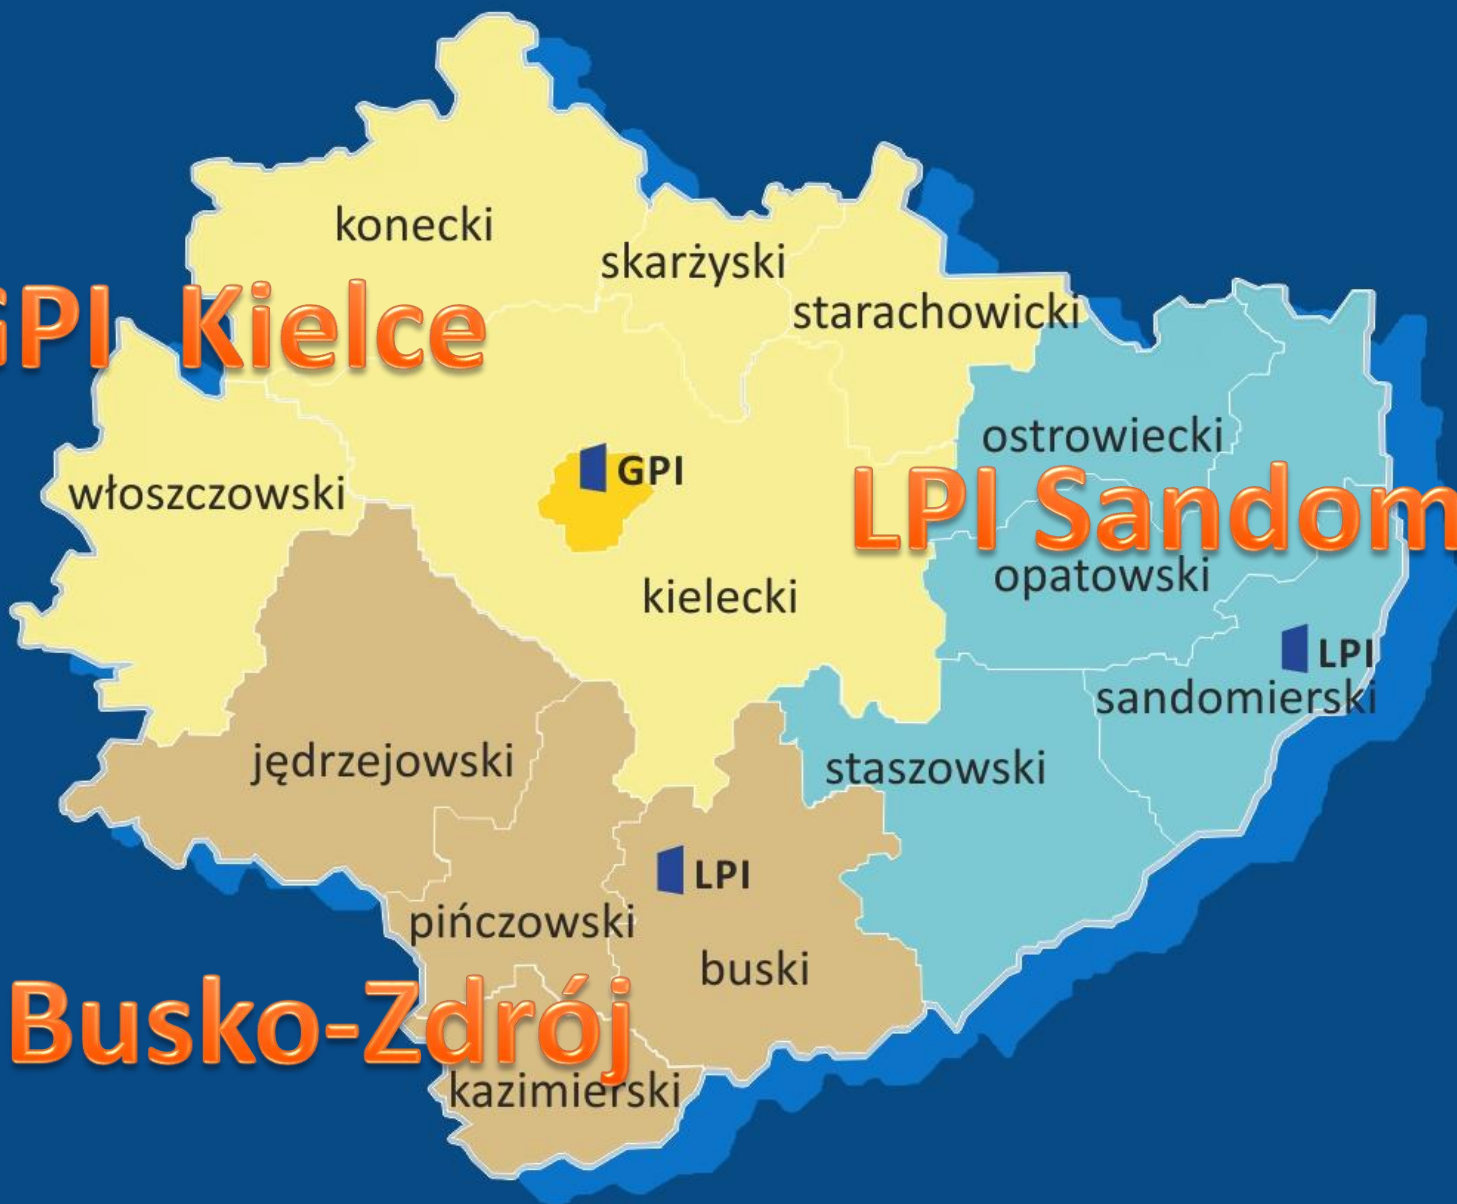 konecki
skarżyski
starachowicki
GPI Kielce
ostrowiecki
GPI
włoszczowski
LPI Sandom
opatowski
kielecki
LPI
sandomierski
jędrzejowski
staszowski
LPI
pińczowski
buski
Busko-Zdrój
kazimierski